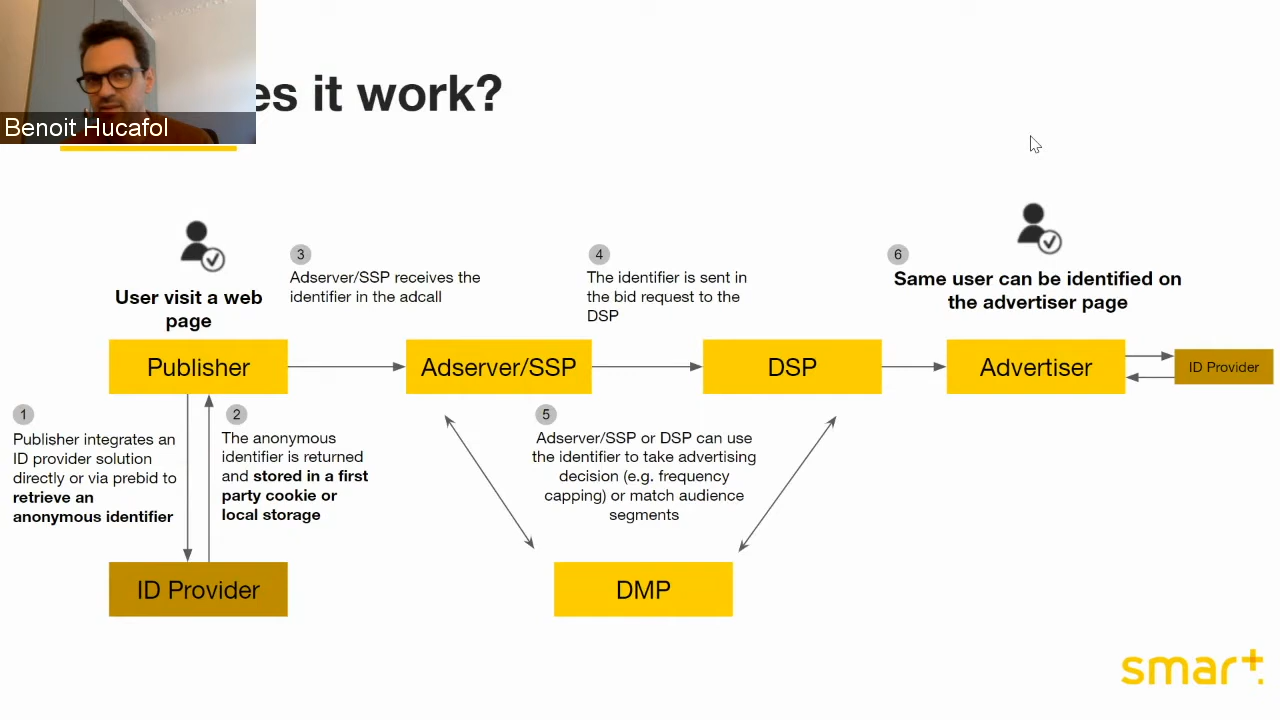 Benoit Hucafol
es it work?
User visit a web
page
3
Adserver/SSP receives the
identifier in the adcall
4
The identifier is sent in
the bid request to the
DSP
6
Same user can be identified on
the advertiser page
Publisher
Adserver/SSP
DSP
Advertiser
ID Provider
1
Publisher integrates an
ID provider solution
directly or via prebid to
retrieve an
anonymous identifier
2
The anonymous
identifier is returned
and stored in a first
party cookie or
local storage
5
Adserver/SSP or DSP can use
the identifier to take advertising
decision (e.g. frequency
capping) or match audience
segments
ID Provider
DMP
smart